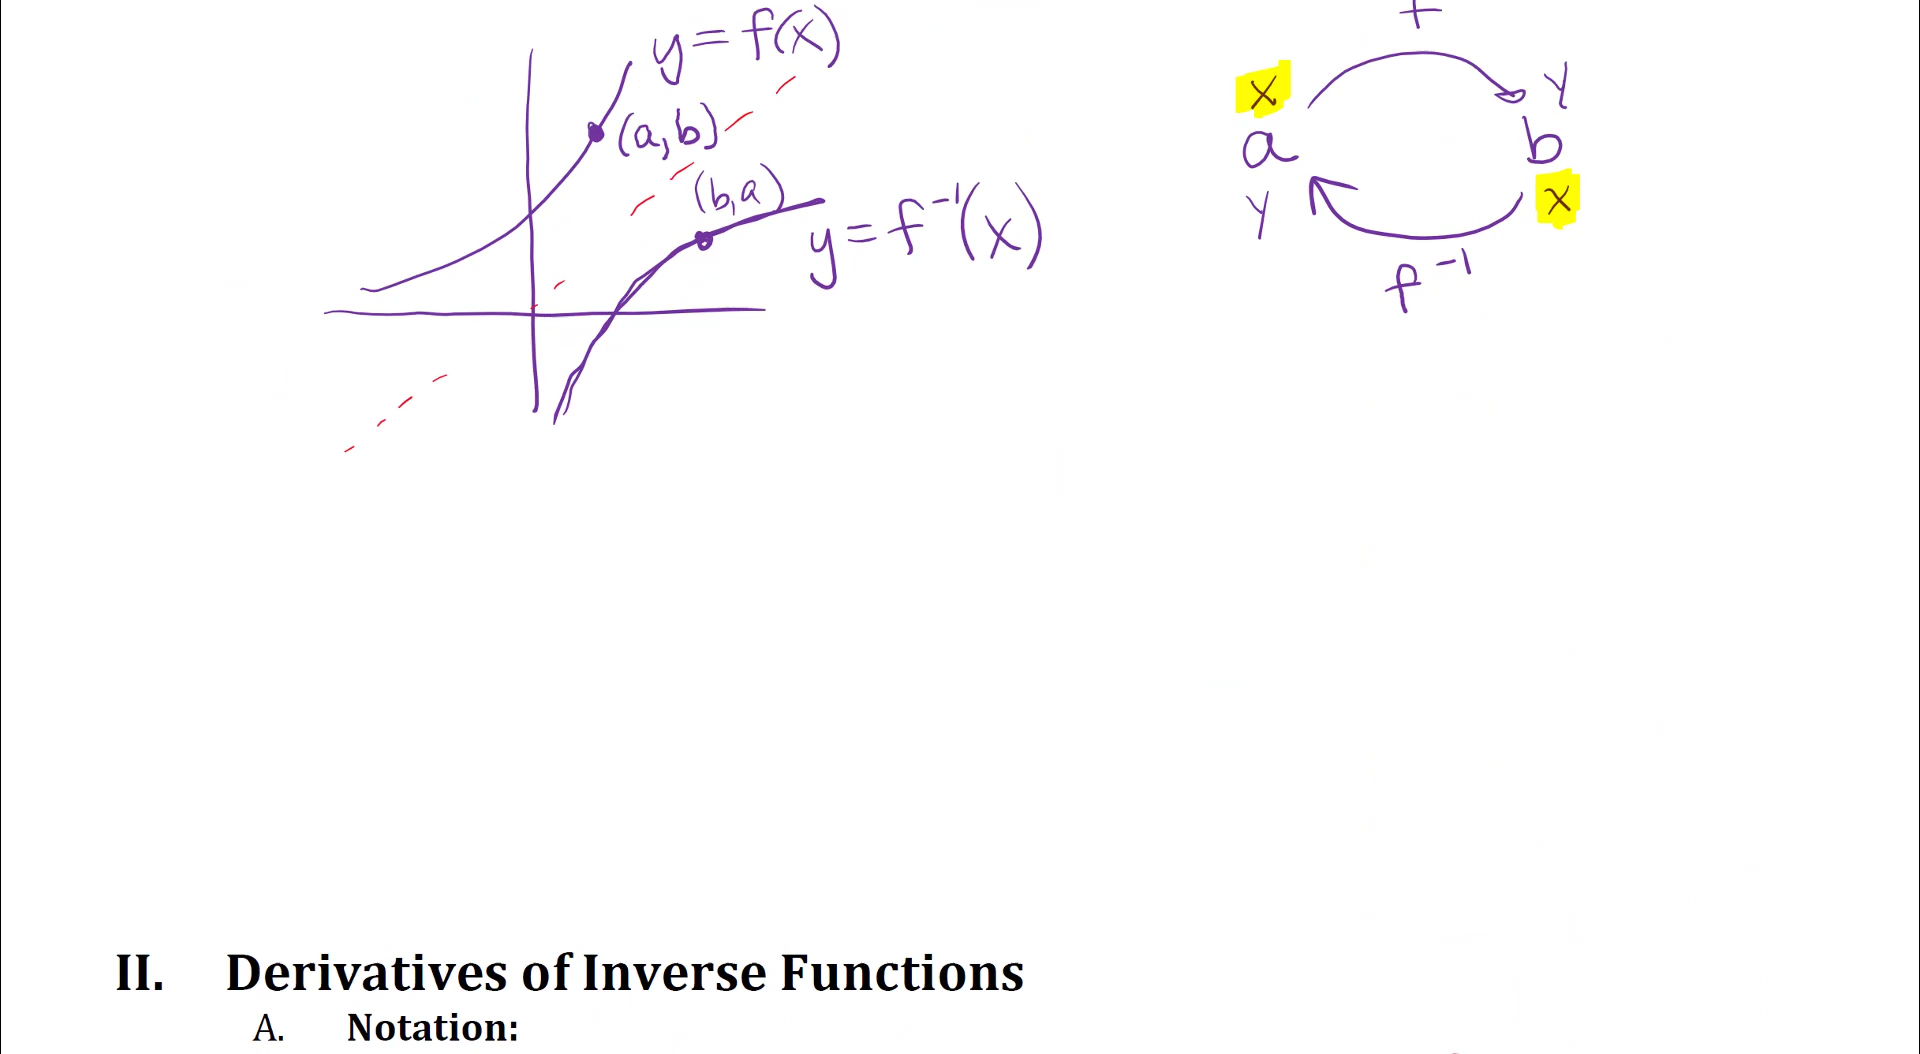 y = f(x)
(a,b)
(b,a)
y = f⁻¹(x)
f
x
y
a
b
y
x
f⁻¹
II. Derivatives of Inverse Functions
A. Notation: